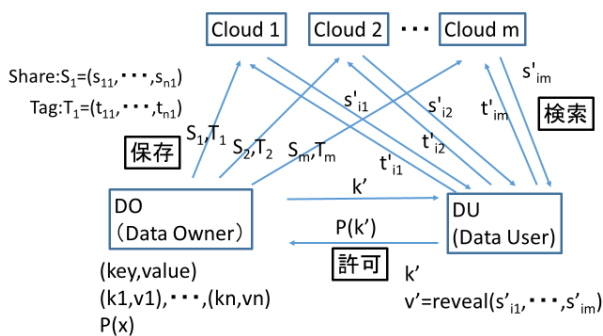 Cloud 1
Cloud 2
･･･
Cloud m
Share:S₁=(s₁₁,･･･,sₙ₁)
Tag:T₁=(t₁₁,･･･,tₙ₁)
s'ᵢ₁
s'ᵢ₂
s'ᵢₘ
t'ᵢₘ
検索
保存
S₁,T₁
S₂,T₂
Sₘ,Tₘ
t'ᵢ₂
t'ᵢ₁
DO
（Data Owner）
k’
P(k’)
許可
DU
(Data User)
(key,value)
(k1,v1),･･･,(kn,vn)
P(x)
k’
v’=reveal(s’ᵢ₁,･･･,s’ᵢₘ)